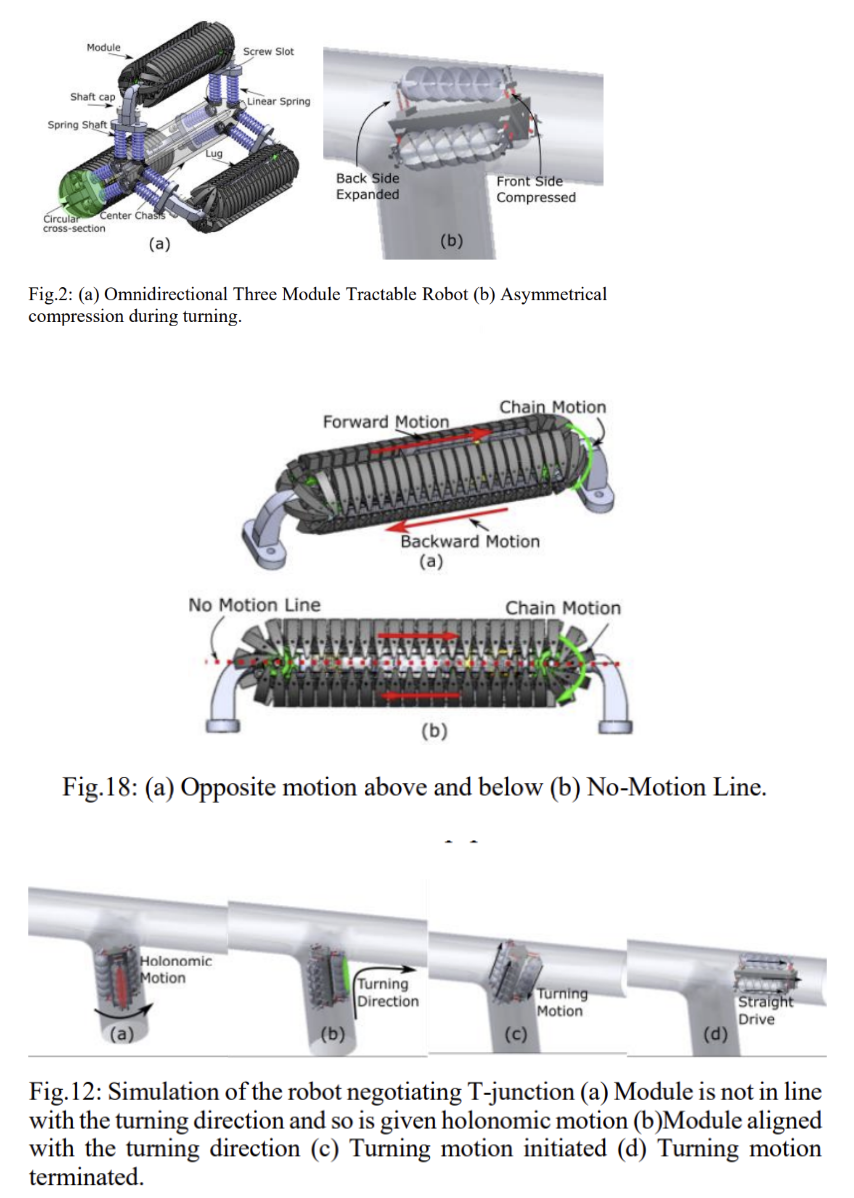 Module
Screw Slot
Shaft cap
Linear Spring
Spring Shaft
Lug
Circular
cross-section
Center Chasis
(a)
Back Side
Expanded
Front Side
Compressed
(b)
Fig.2: (a) Omnidirectional Three Module Tractable Robot (b) Asymmetrical
compression during turning.
Chain Motion
Forward Motion
Backward Motion
(a)
No Motion Line
Chain Motion
(b)
Fig.18: (a) Opposite motion above and below (b) No-Motion Line.
Holonomic
Motion
(a)
Turning
Direction
(b)
Turning
Motion
(c)
Straight
Drive
(d)
Fig.12: Simulation of the robot negotiating T-junction (a) Module is not in line
with the turning direction and so is given holonomic motion (b)Module aligned
with the turning direction (c) Turning motion initiated (d) Turning motion
terminated.